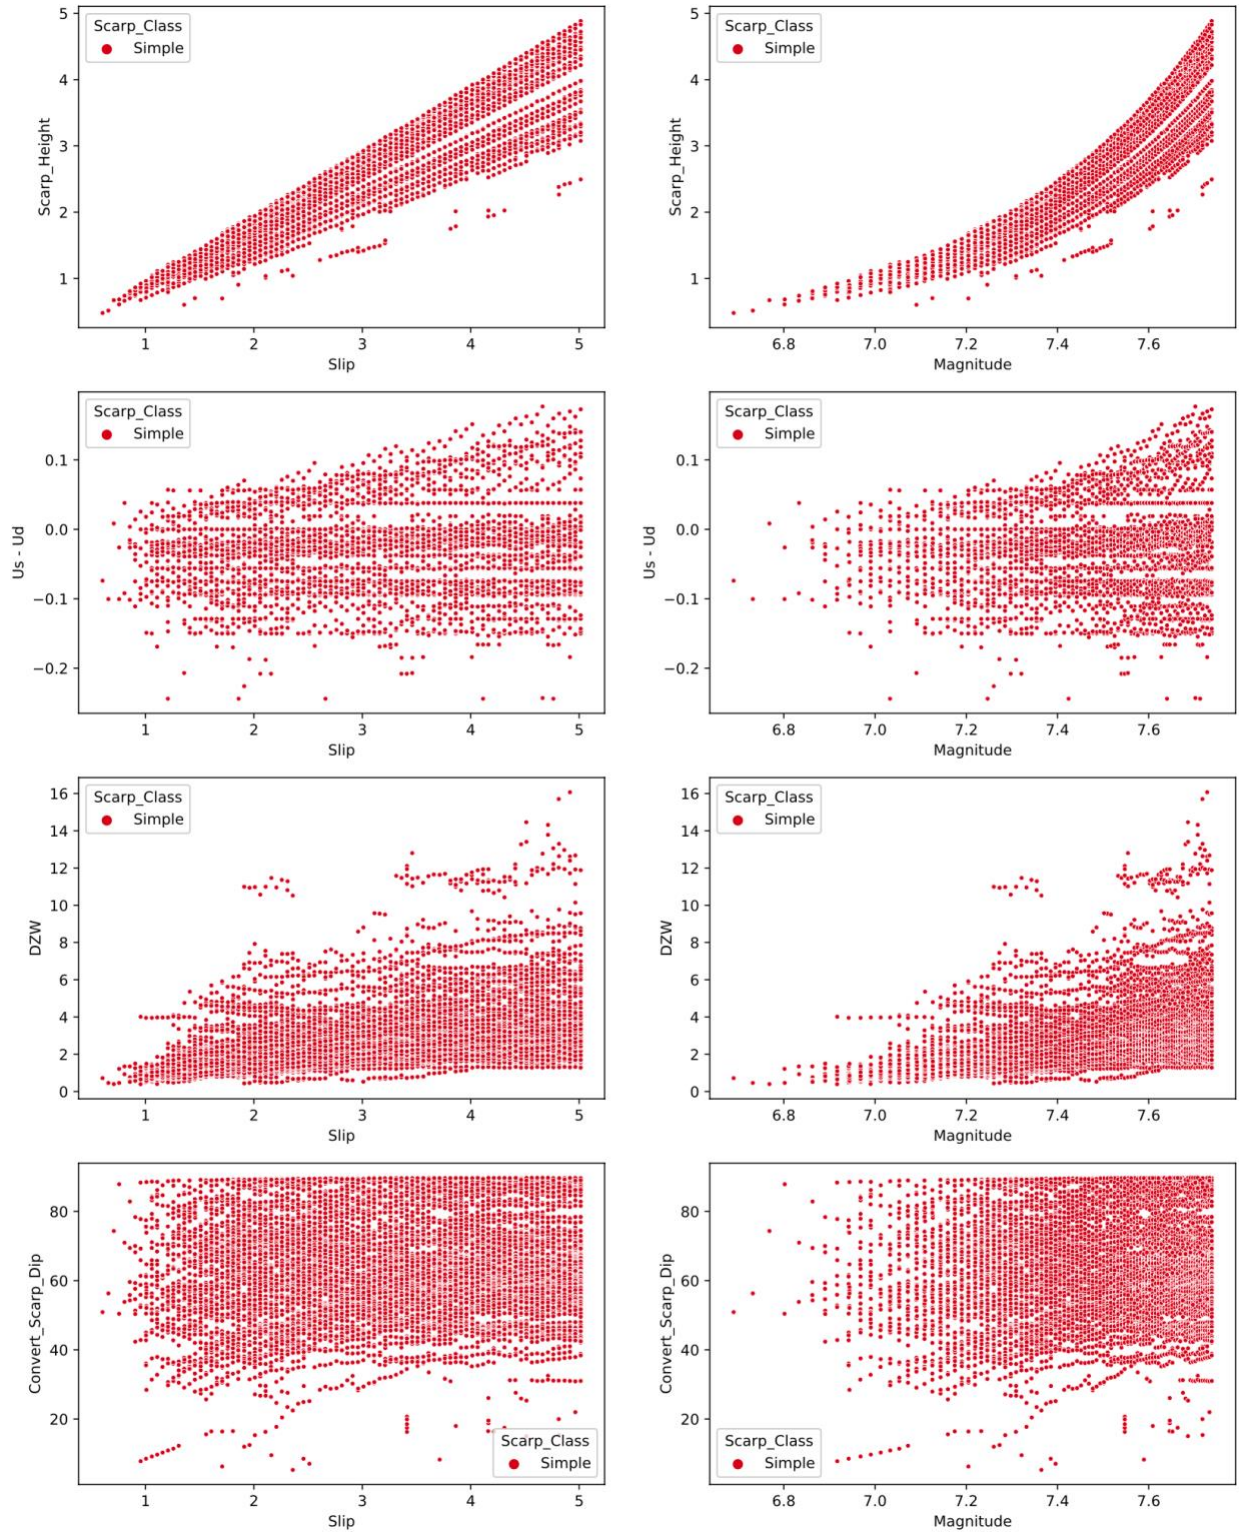 Scarp_Class
Simple
5
4
3
2
1
Scarp_Height
1 2 3 4 5
Slip
Scarp_Class
Simple
5
4
3
2
1
Scarp_Height
6.8 7.0 7.2 7.4 7.6
Magnitude
Scarp_Class
Simple
0.1
0.0
−0.1
−0.2
Us - Ud
1 2 3 4 5
Slip
Scarp_Class
Simple
0.1
0.0
−0.1
−0.2
Us - Ud
6.8 7.0 7.2 7.4 7.6
Magnitude
Scarp_Class
Simple
16
14
12
10
8
6
4
2
0
DZW
1 2 3 4 5
Slip
Scarp_Class
Simple
16
14
12
10
8
6
4
2
0
DZW
6.8 7.0 7.2 7.4 7.6
Magnitude
80
60
40
20
Convert_Scarp_Dip
Scarp_Class
Simple
1 2 3 4 5
Slip
80
60
40
20
Convert_Scarp_Dip
Scarp_Class
Simple
6.8 7.0 7.2 7.4 7.6
Magnitude